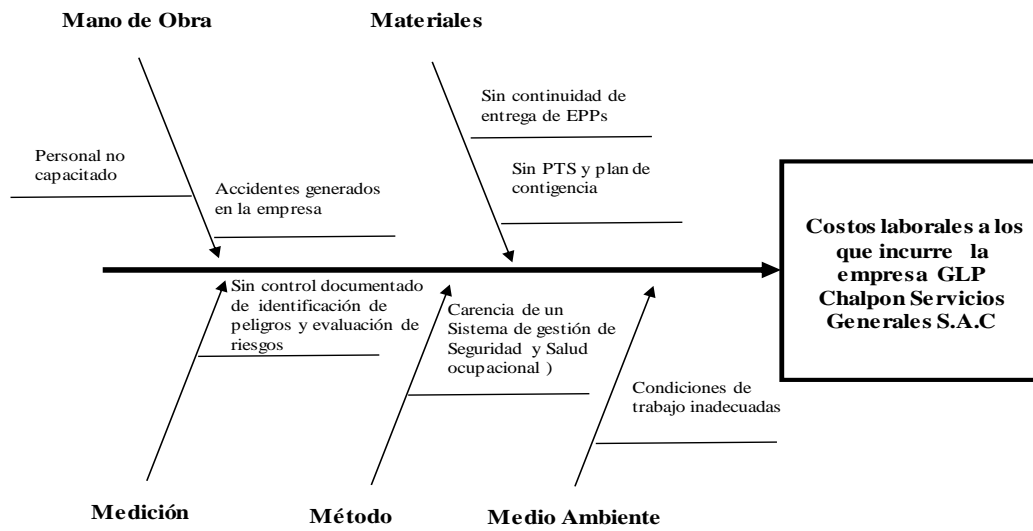 Mano de Obra
Materiales
Sin continuidad de
entrega de EPPs
Personal no
capacitado
Sin PTS y plan de
contigencia
Accidentes generados
en la empresa
Costos laborales a los
que incurre la
empresa GLP
Chalpon Servicios
Generales S.A.C
Sin control documentado
de identificación de
peligros y evaluación de
riesgos
Carencia de un
Sistema de gestión de
Seguridad y Salud
ocupacional )
Condiciones de
trabajo inadecuadas
Medición
Método
Medio Ambiente